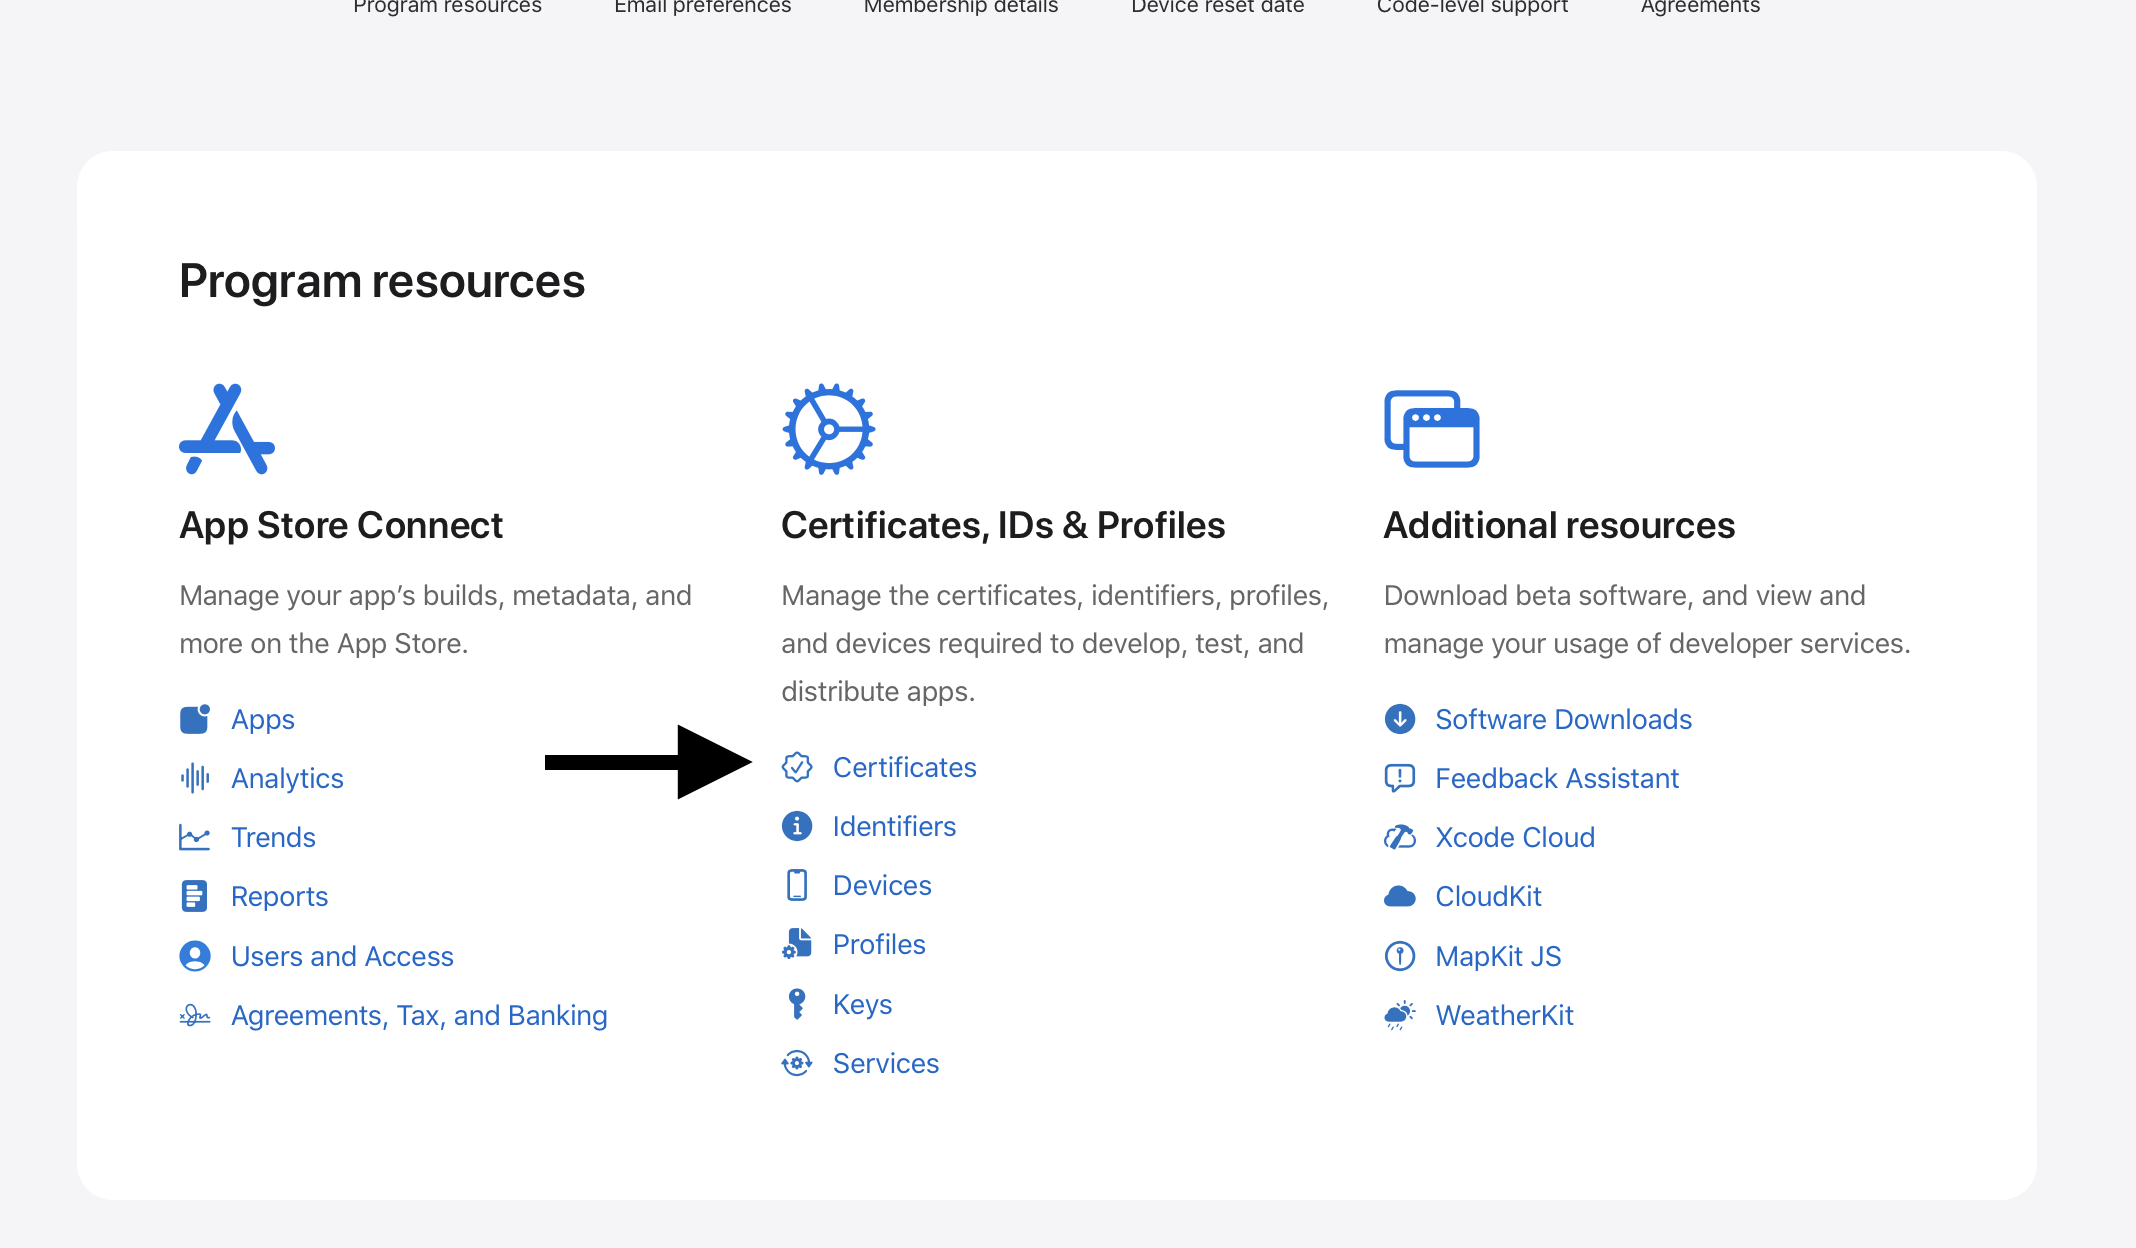 Program resources
Email preferences
Membership details
Device reset date
Code-level support
Agreements
Program resources
App Store Connect
Manage your app’s builds, metadata, and
more on the App Store.
Apps
Analytics
Trends
Reports
Users and Access
Agreements, Tax, and Banking
Certificates, IDs & Profiles
Manage the certificates, identifiers, profiles,
and devices required to develop, test, and
distribute apps.
Certificates
Identifiers
Devices
Profiles
Keys
Services
Additional resources
Download beta software, and view and
manage your usage of developer services.
Software Downloads
Feedback Assistant
Xcode Cloud
CloudKit
MapKit JS
WeatherKit